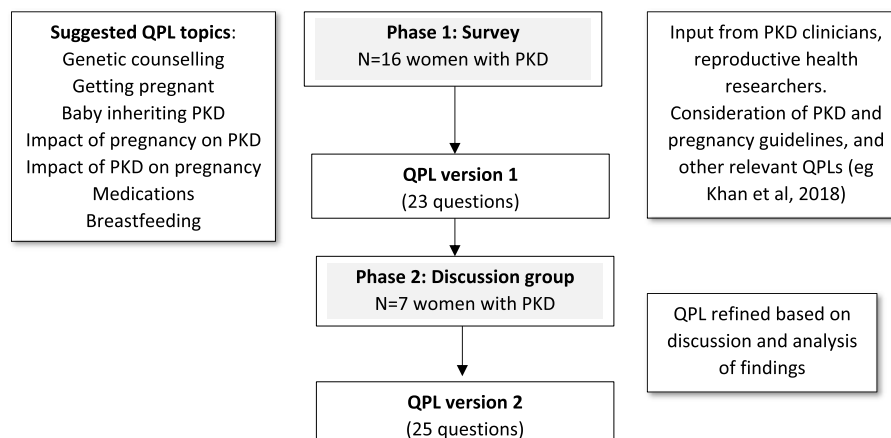 Suggested QPL topics:
Genetic counselling
Getting pregnant
Baby inheriting PKD
Impact of pregnancy on PKD
Impact of PKD on pregnancy
Medications
Breastfeeding
Phase 1: Survey
N=16 women with PKD
Input from PKD clinicians,
reproductive health
researchers.
Consideration of PKD and
pregnancy guidelines, and
other relevant QPLs (eg
Khan et al, 2018)
QPL version 1
(23 questions)
Phase 2: Discussion group
N=7 women with PKD
QPL refined based on
discussion and analysis
of findings
QPL version 2
(25 questions)